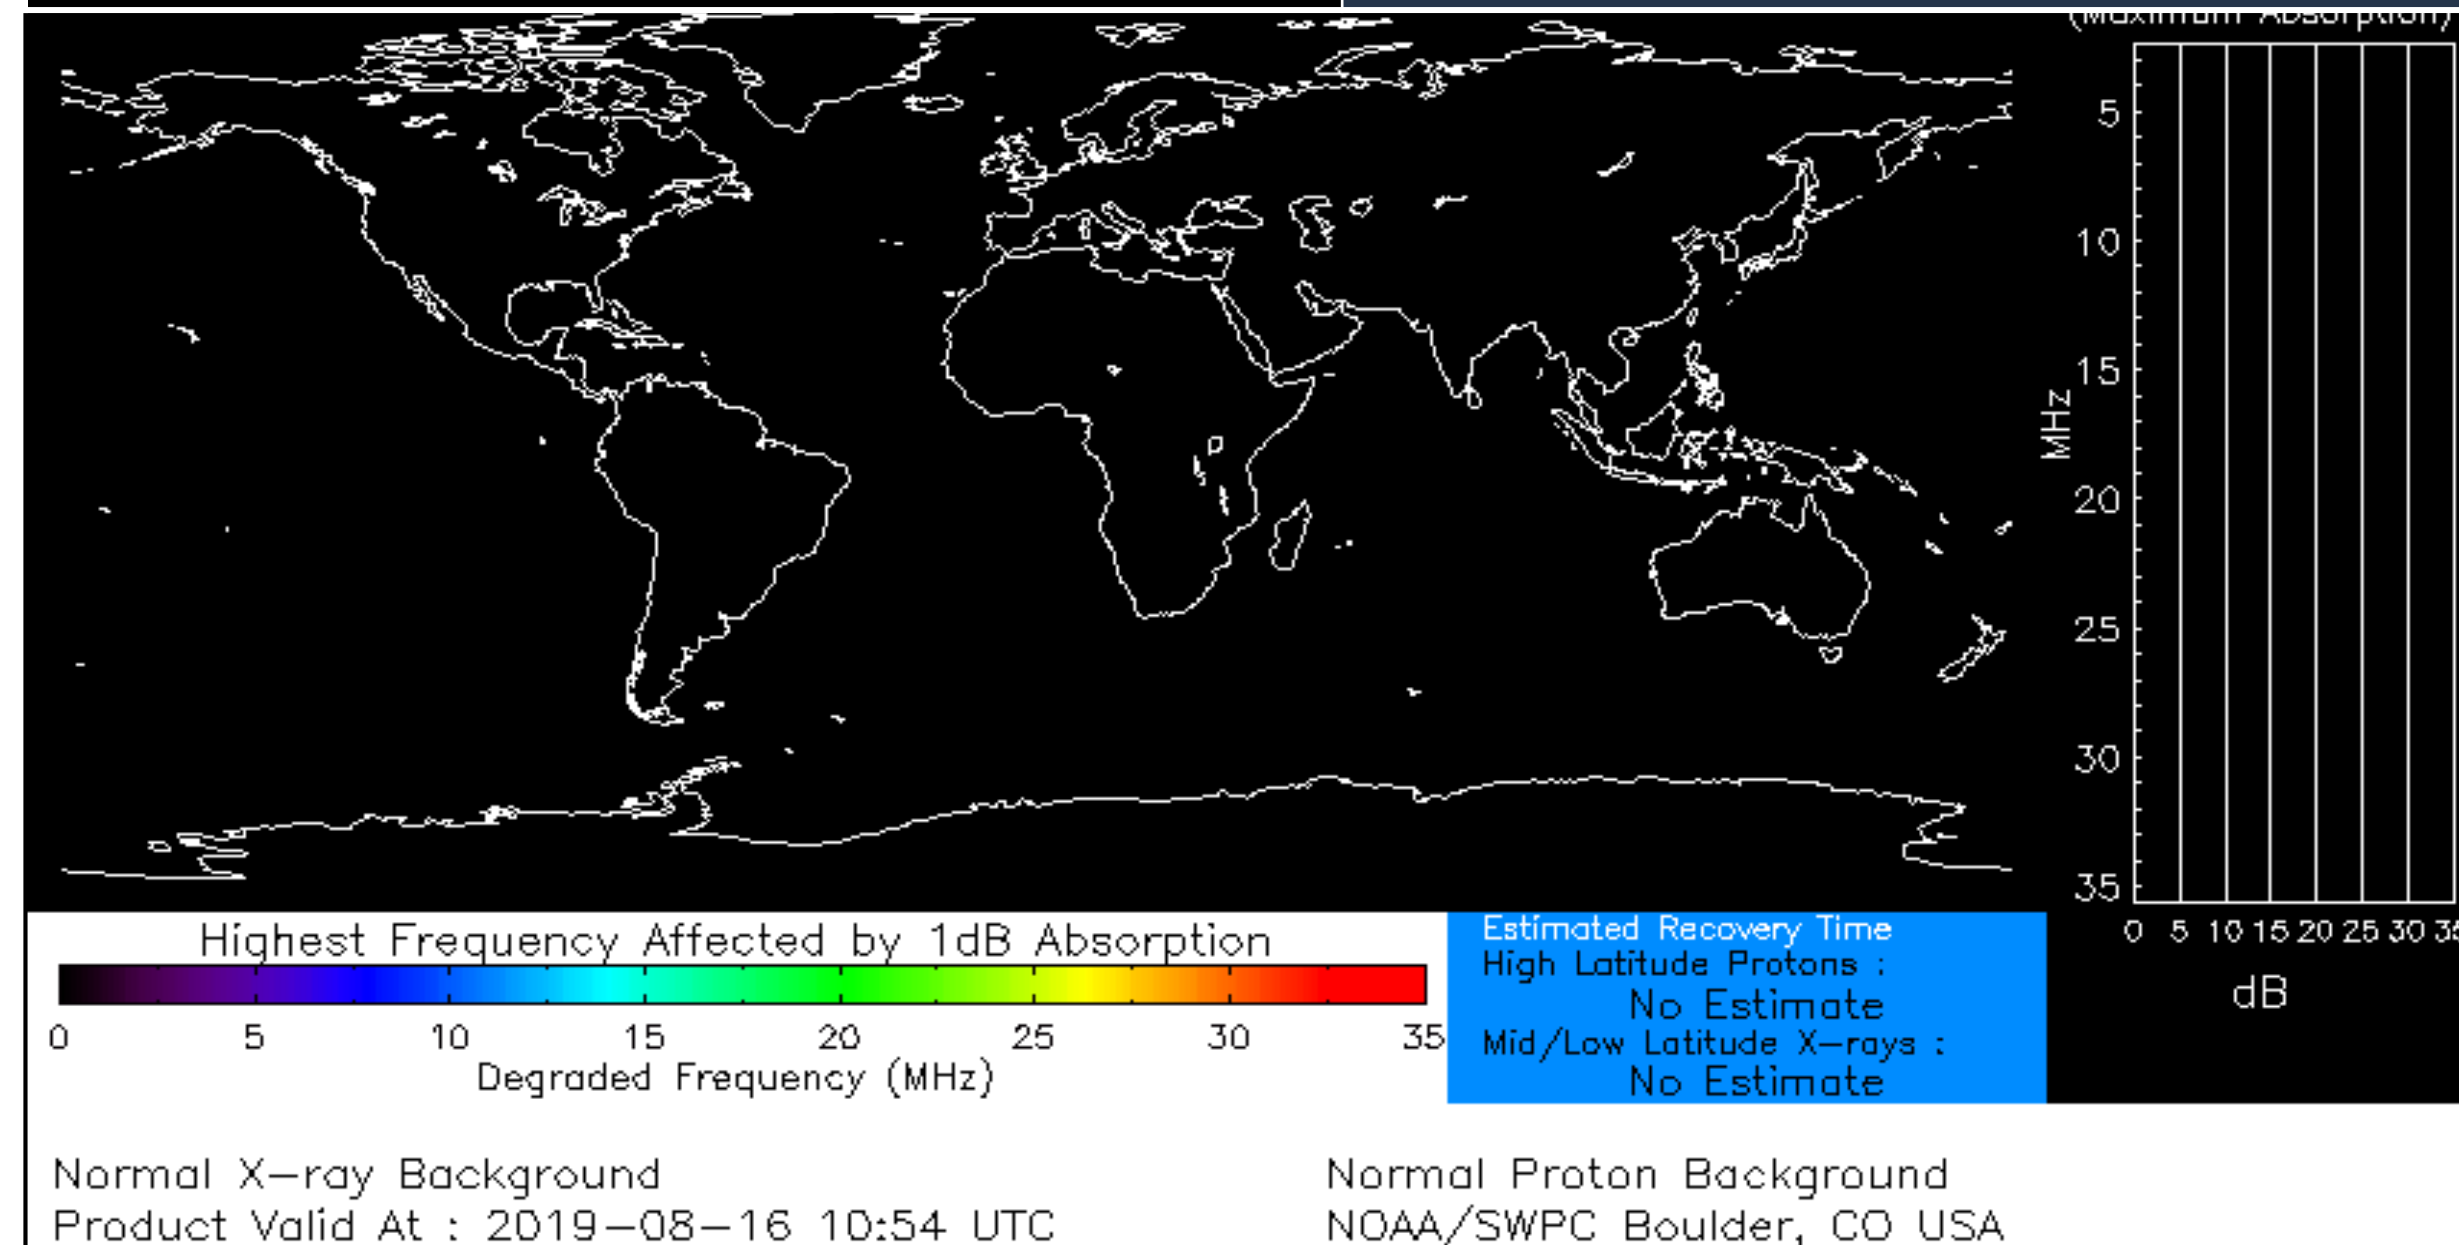 (Maximum Absorption)
5
10
15
20
25
30
35
MHz
0 5 10 15 20 25 30 35
dB
Highest Frequency Affected by 1dB Absorption
0 5 10 15 20 25 30 35
Degraded Frequency (MHz)
Estimated Recovery Time
High Latitude Protons :
No Estimate
Mid/Low Latitude X-rays :
No Estimate
Normal X-ray Background
Normal Proton Background
Product Valid At : 2019-08-16 10:54 UTC
NOAA/SWPC Boulder, CO USA